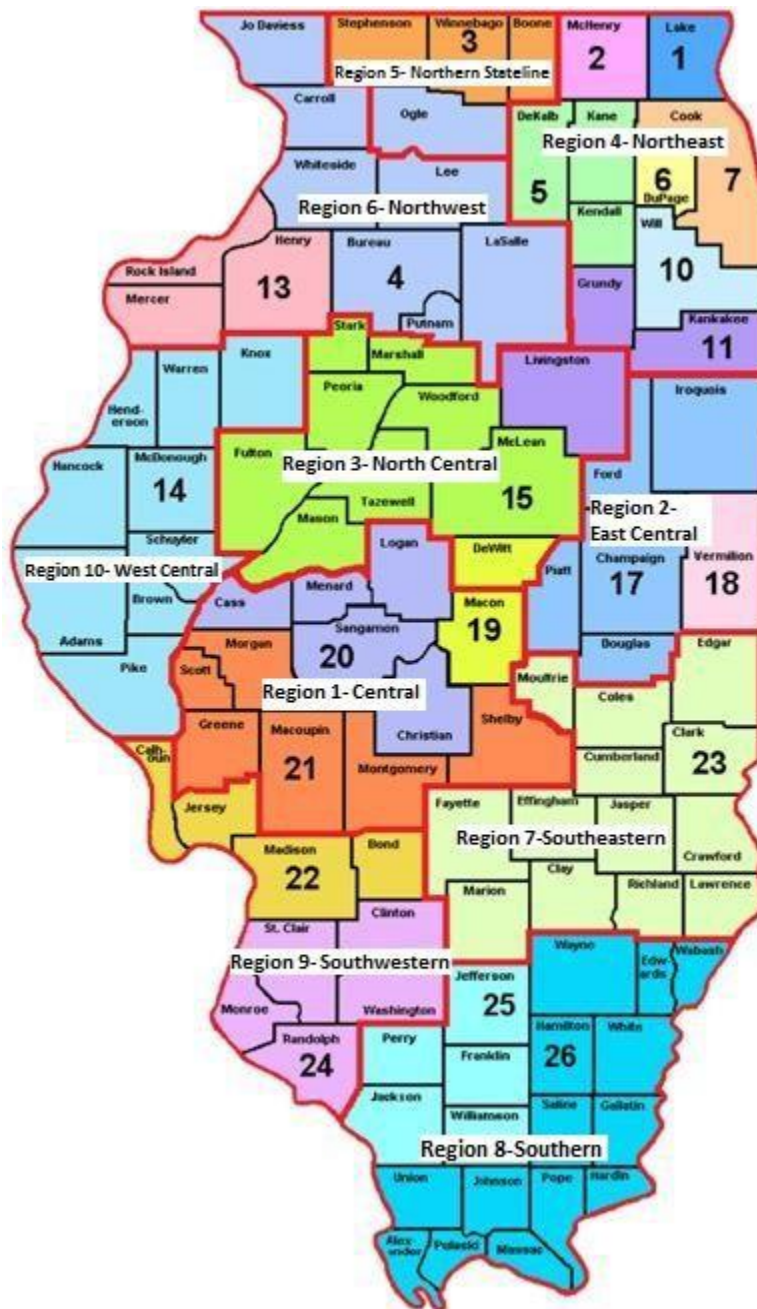 Jo Daviess
Stephenson
Winnebago
Boone
McHenry
Lake
3
2
1
Region 5- Northern Stateline
Carroll
Ogle
DeKalb
Kane
Cook
Region 4- Northeast
Whiteside
Lee
5
6
DuPage
7
Region 6- Northwest
Kendall
Will
Henry
Bureau
LaSalle
Rock Island
13
4
10
Mercer
Putnam
Grundy
Kankakee
11
Stark
Marshall
Knox
Warren
Livingston
Peoria
Woodford
Iroquois
Hend-
erson
McLean
Hancock
McDonough
Fulton
Region 3- North Central
Ford
14
Tazewell
15
Mason
Region 2-
East Central
Schuyler
Logan
DeWitt
Champaign
Vermilion
Region 10- West Central
Menard
Piatt
17
18
Brown
Cass
Macon
Adams
Sangamon
19
Morgan
20
Douglas
Edgar
Pike
Scott
Moultrie
Region 1- Central
Coles
Greene
Macoupin
Shelby
Christian
Clark
Calh-
oun
21
Cumberland
23
Montgomery
Jersey
Fayette
Effingham
Jasper
Region 7-Southeastern
Madison
Bond
Crawford
22
Clay
Marion
Richland
Lawrence
Clinton
St. Clair
Wayne
Wabash
Edw
ards
Region 9- Southwestern
Jefferson
25
Monroe
Washington
Randolph
Perry
Hamilton
White
24
Franklin
26
Jackson
Williamson
Saline
Gallatin
Region 8-Southern
Union
Johnson
Pope
Hardin
Alex
ander
Pulaski
Massac